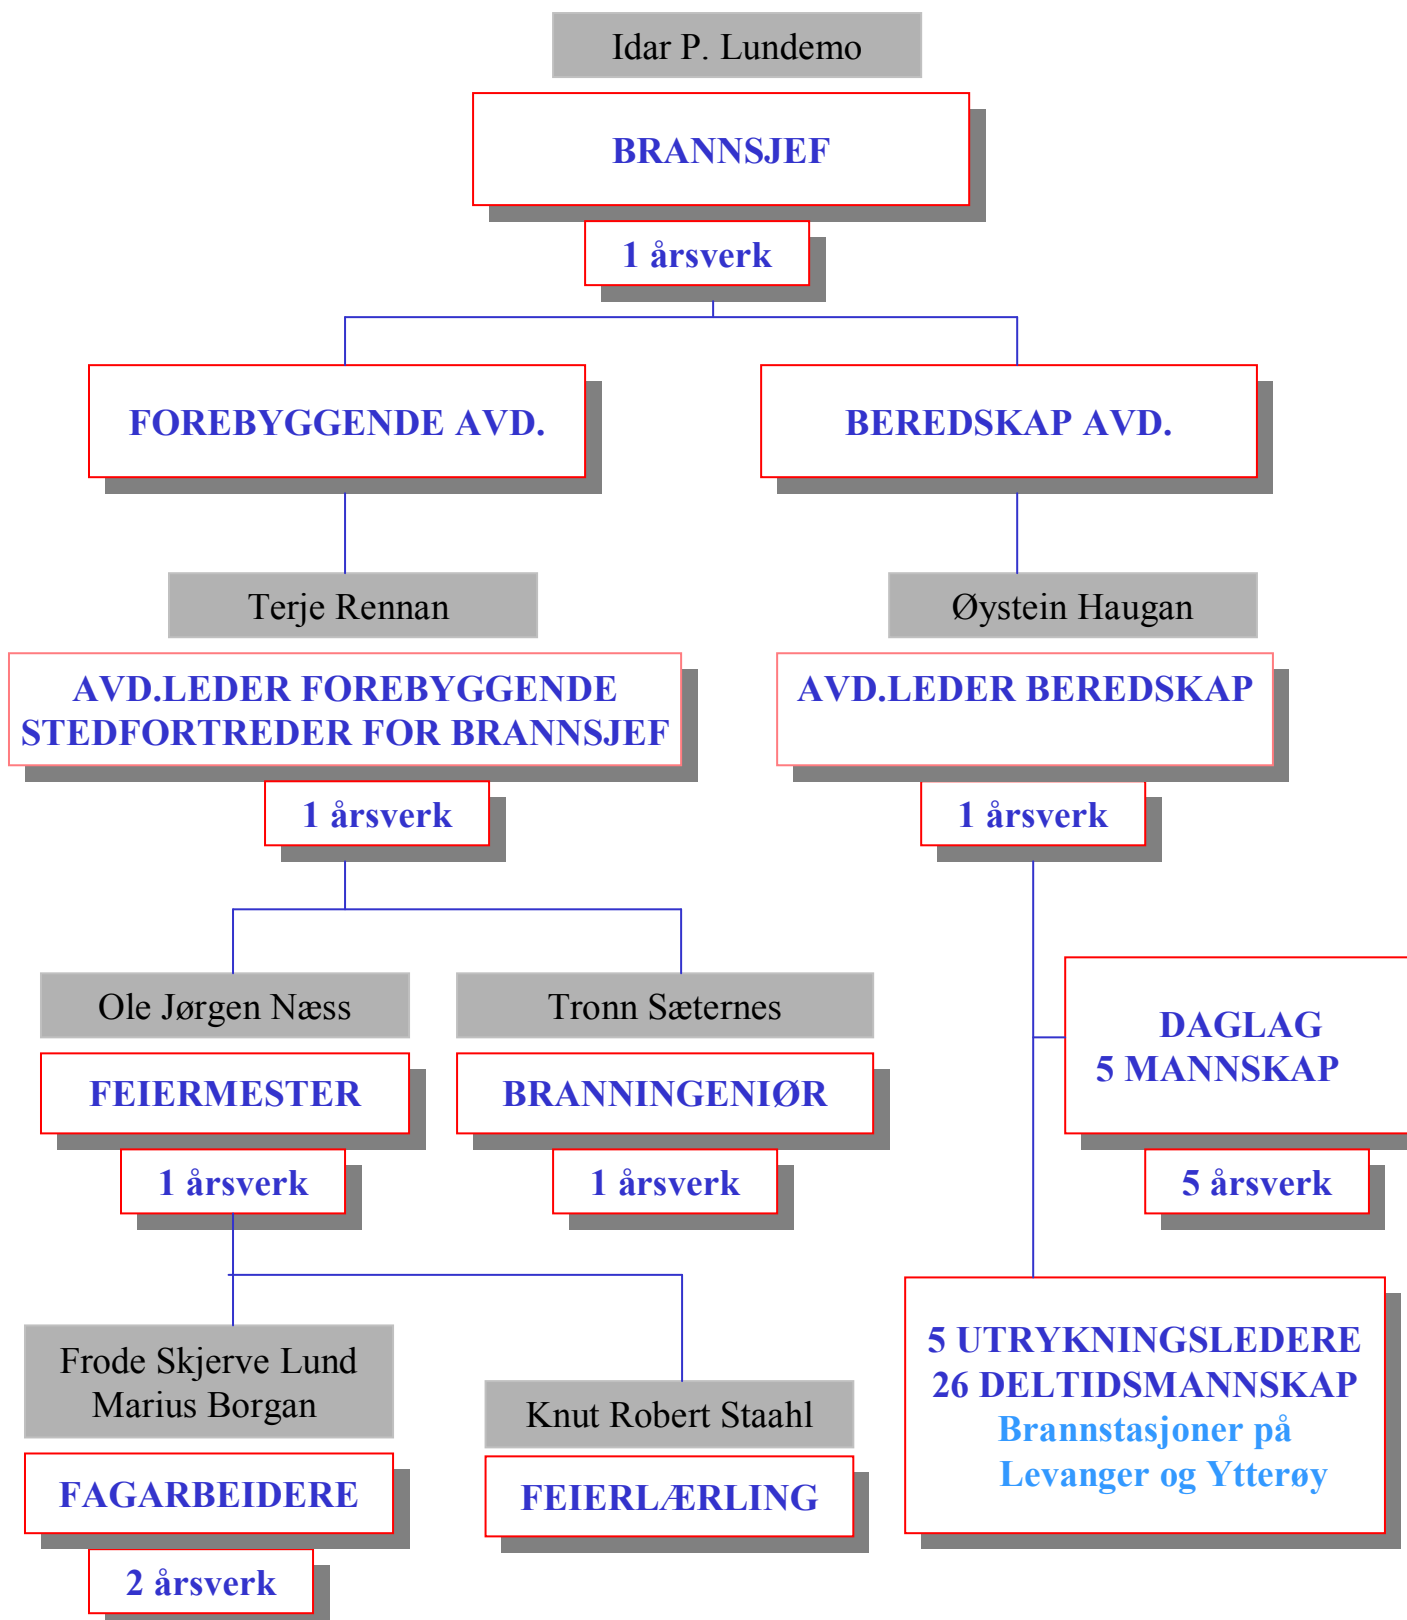 Idar P. Lundemo
BRANNSJEF
1 årsverk
FOREBYGGENDE AVD.
BEREDSKAP AVD.
Terje Rennan
AVD.LEDER FOREBYGGENDE
STEDFORTREDER FOR BRANNSJEF
1 årsverk
Øystein Haugan
AVD.LEDER BEREDSKAP
1 årsverk
Ole Jørgen Næss
FEIERMESTER
1 årsverk
Tronn Sæternes
BRANNINGENIØR
1 årsverk
DAGLAG
5 MANNSKAP
5 årsverk
Frode Skjerve Lund
Marius Borgan
FAGARBEIDERE
2 årsverk
Knut Robert Staahl
FEIERLÆRLING
5 UTRYKNINGSLEDERE
26 DELTIDSMANNSKAP
Brannstasjoner på
Levanger og Ytterøy